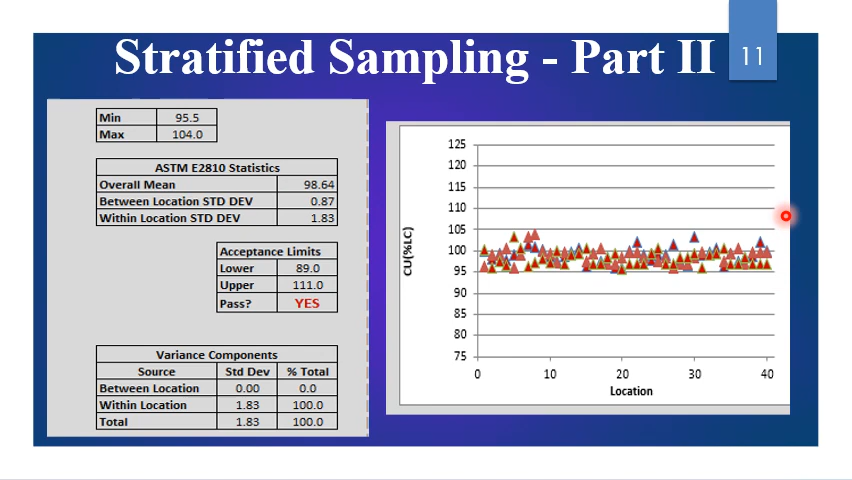 Stratified Sampling - Part II
11
Min 95.5
Max 104.0
ASTM E2810 Statistics
Overall Mean 98.64
Between Location STD DEV 0.87
Within Location STD DEV 1.83
Acceptance Limits
Lower 89.0
Upper 111.0
Pass? YES
Variance Components
Source Std Dev % Total
Between Location 0.00 0.0
Within Location 1.83 100.0
Total 1.83 100.0
CU(%LC)
125
120
115
110
105
100
95
90
85
80
75
0 10 20 30 40
Location